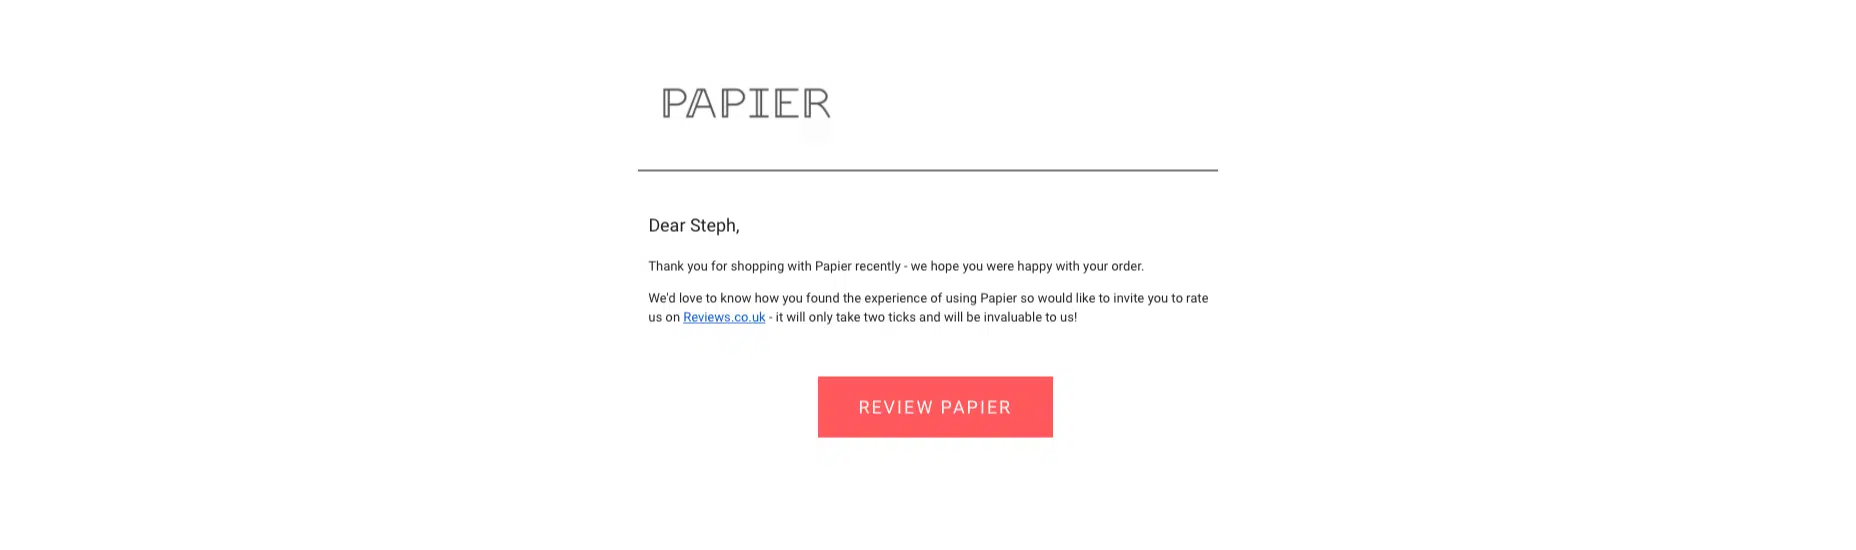 PAPIER
Dear Steph,
Thank you for shopping with Papier recently - we hope you were happy with your order.
We'd love to know how you found the experience of using Papier so would like to invite you to rate
us on Reviews.co.uk - it will only take two ticks and will be invaluable to us!
REVIEW PAPIER